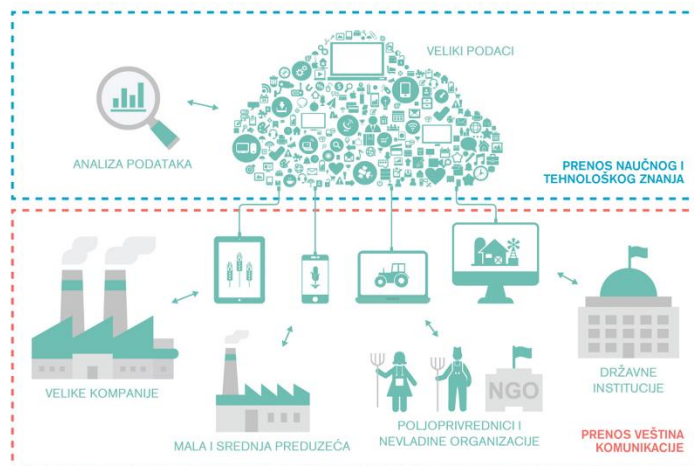 VELIKI PODACI
ANALIZA PODATAKA
PRENOS NAUČNOG I
TEHNOLOŠKOG ZNANJA
VELIKE KOMPANIJE
MALA I SREDNJA PREDUZEĆA
NGO
POLJOPRIVREDNICI I
NEVLADINE ORGANIZACIJE
DRŽAVNE
INSTITUCIJE
PRENOS VEŠTINA
KOMUNIKACIJE